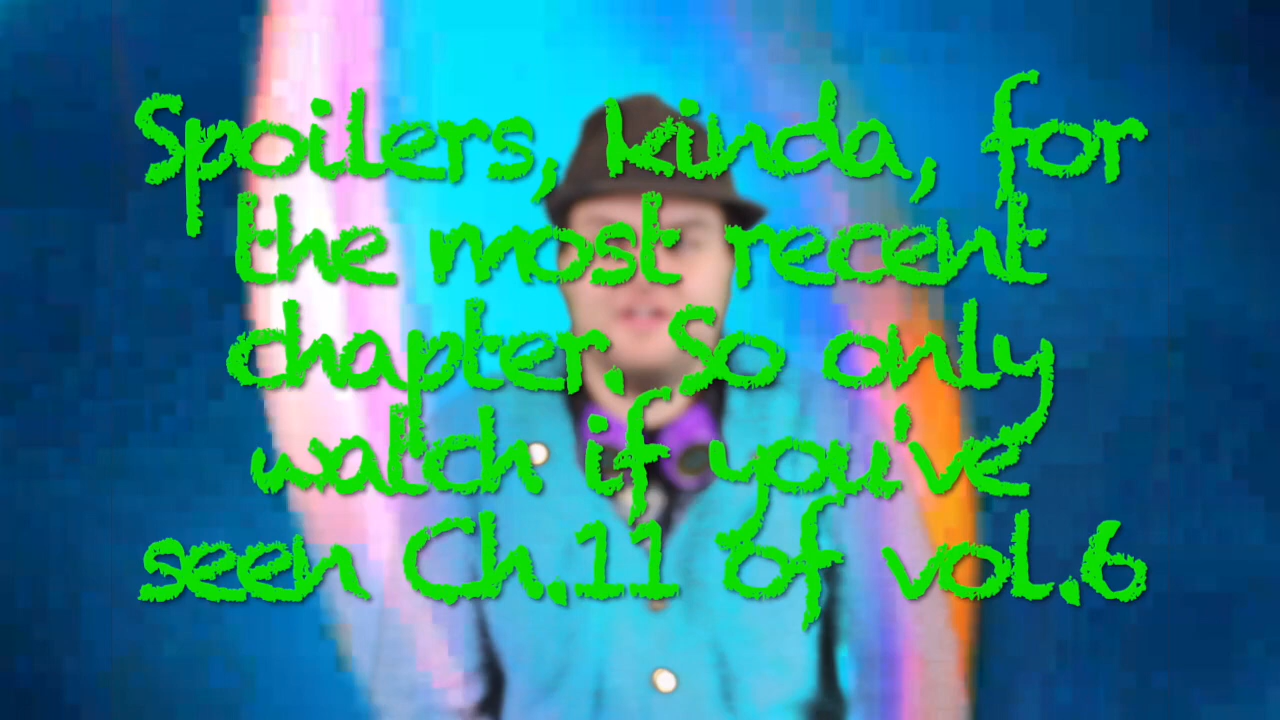 Spoilers, kinda, for
the most recent
chapter. So only
watch if you've
seen Ch.11 of vol.6